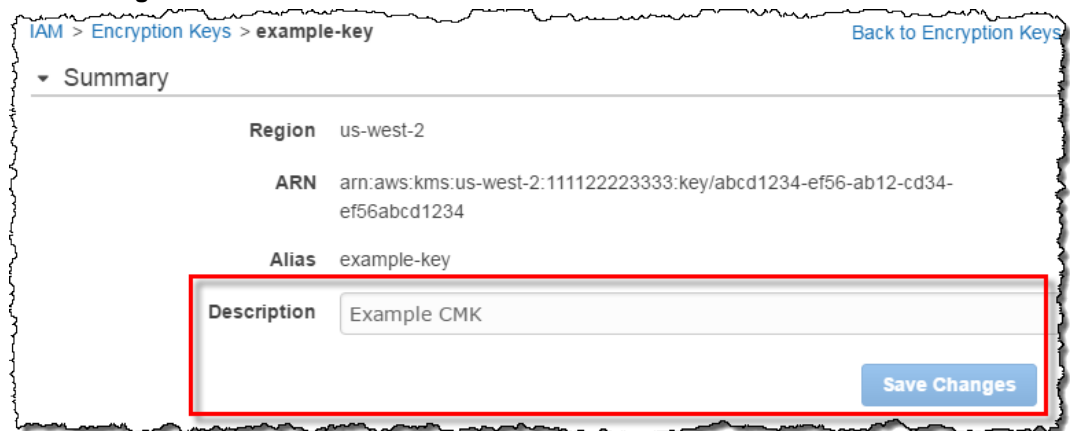 IAM > Encryption Keys > example-key Back to Encryption Keys
Summary
Region us-west-2
ARN arn:aws:kms:us-west-2:111122223333:key/abcd1234-ef56-ab12-cd34-
ef56abcd1234
Alias example-key
Description Example CMK
Save Changes